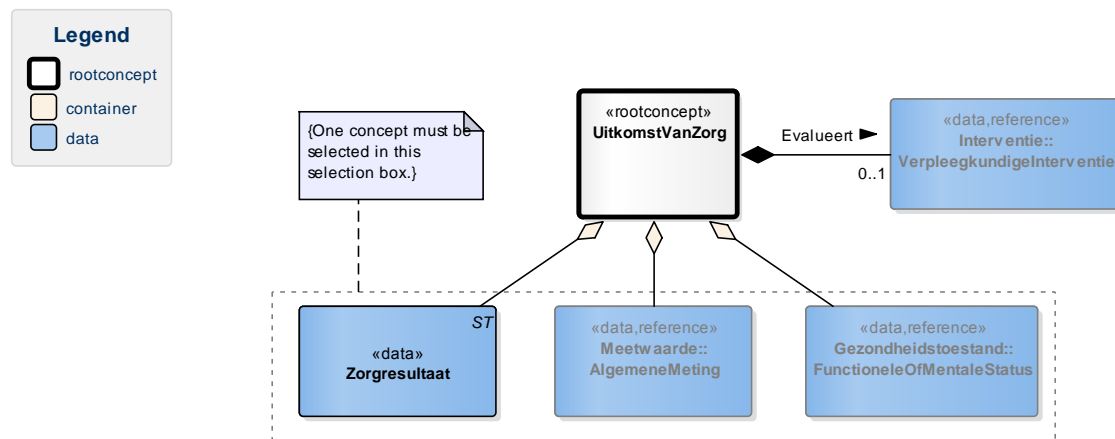 Legend
rootconcept
container
data
{One concept must be
selected in this
selection box.}
«rootconcept»
UitkomstVanZorg
Evalueert
0..1
«data,reference»
Interventie::
VerpleegkundigeInterventie
ST
«data»
Zorgresultaat
«data,reference»
Meetwaarde::
AlgemeneMeting
«data,reference»
Gezondheidstoestand::
FunctioneleOfMentaleStatus